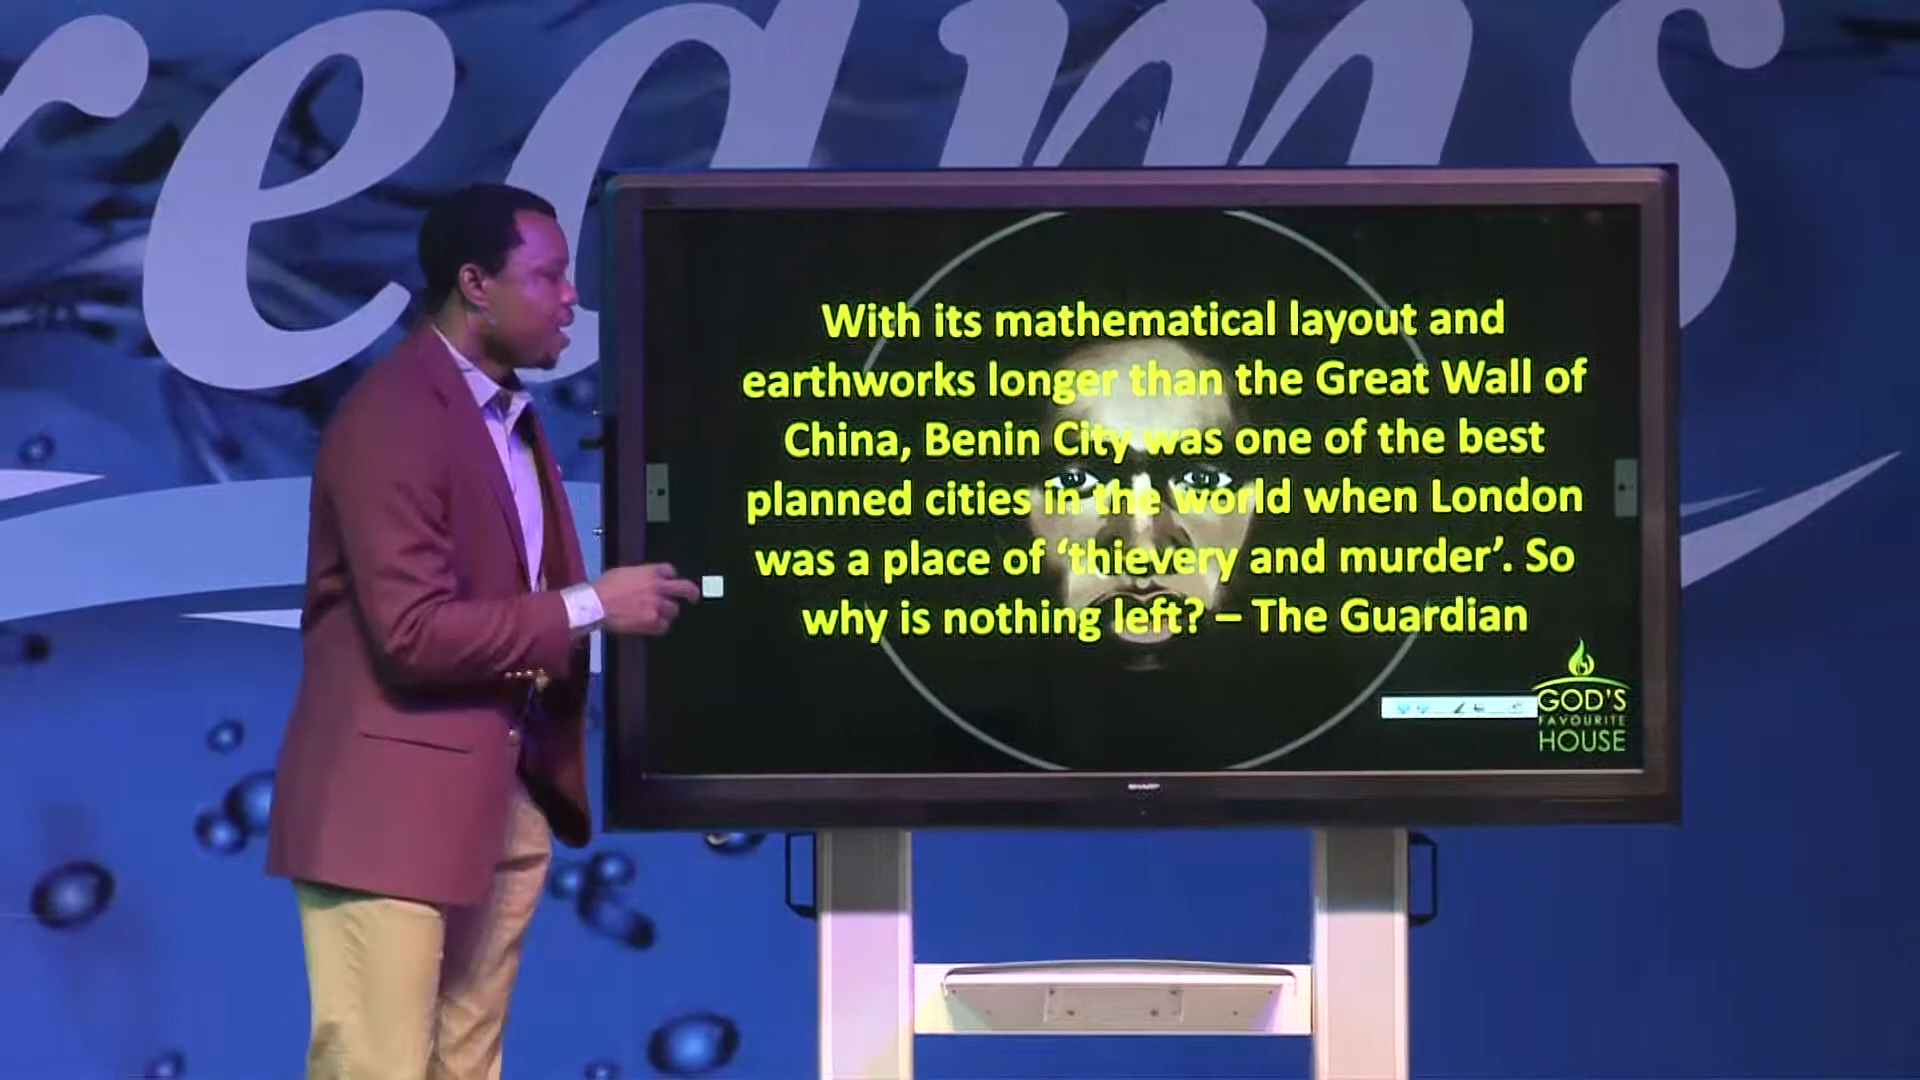 reams
With its mathematical layout and
earthworks longer than the Great Wall of
China, Benin City was one of the best
planned cities in the world when London
was a place of ‘thievery and murder’. So
why is nothing left? – The Guardian
GOD'S
FAVOURITE
HOUSE
SHARP